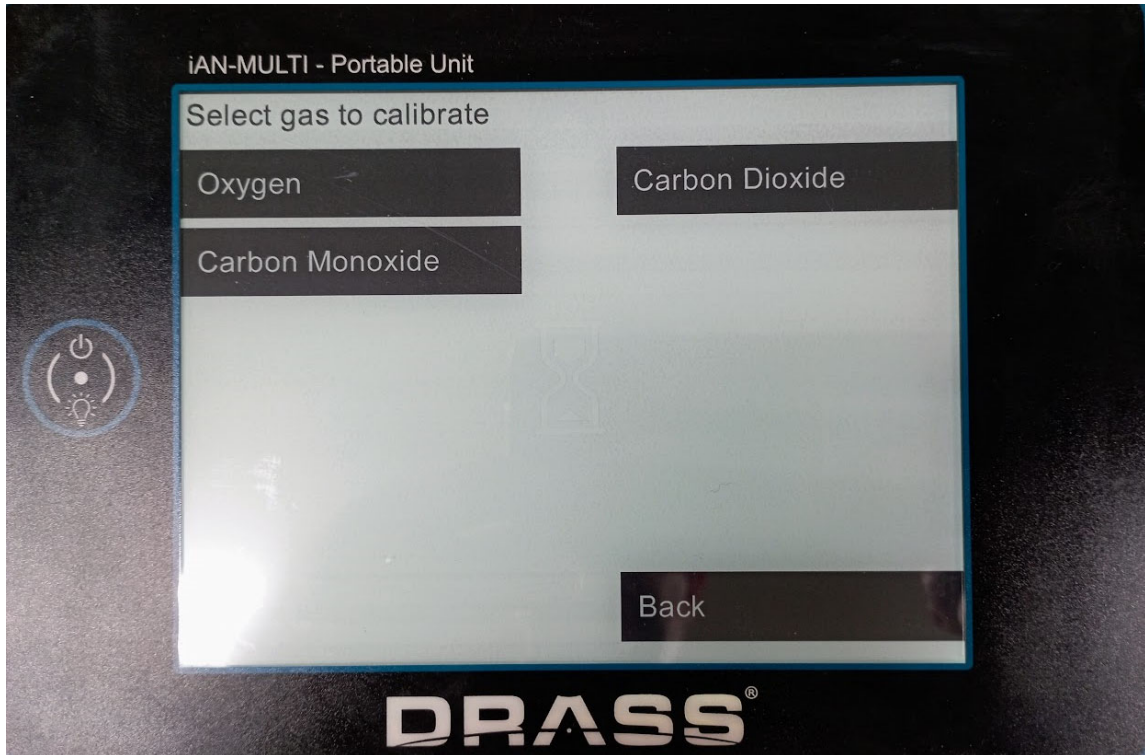 iAN-MULTI - Portable Unit
Select gas to calibrate
Oxygen
Carbon Dioxide
Carbon Monoxide
Back
DRASS®